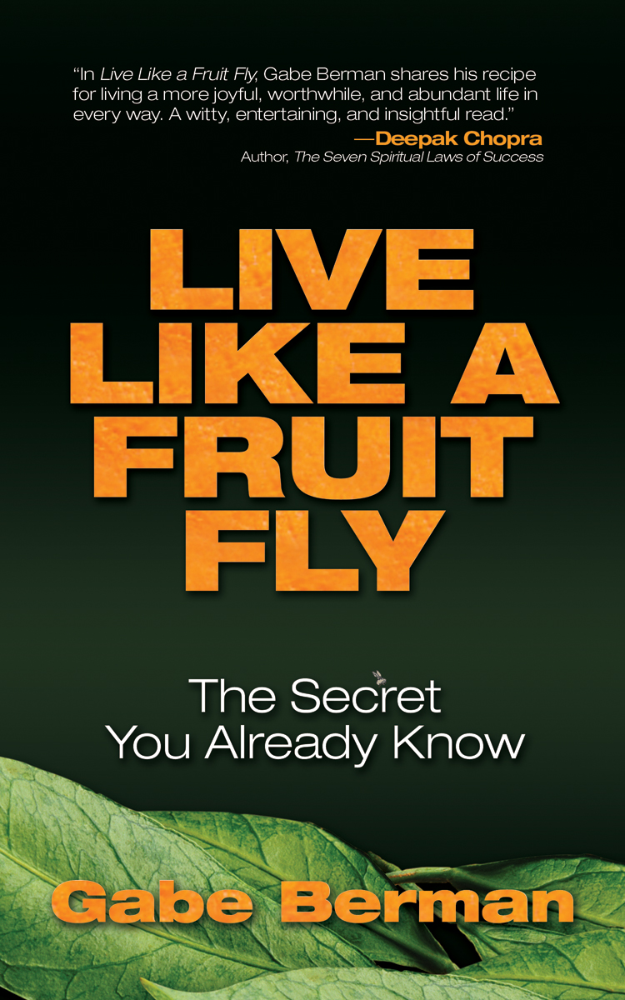 “In Live Like a Fruit Fly, Gabe Berman shares his recipe
for living a more joyful, worthwhile, and abundant life in
every way. A witty, entertaining, and insightful read.”
—Deepak Chopra
Author, The Seven Spiritual Laws of Success
LIVE
LIKE A
FRUIT
FLY
The Secret
You Already Know
Gabe Berman